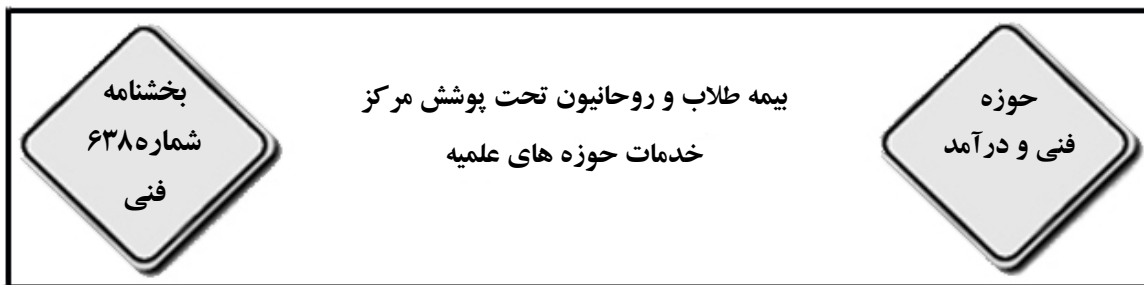 حوزه
فنی و درآمد
بیمه طلاب و روحانیون تحت پوشش مرکز
خدمات حوزه های علمیه
بخشنامه
شماره۶۳۸
فنی